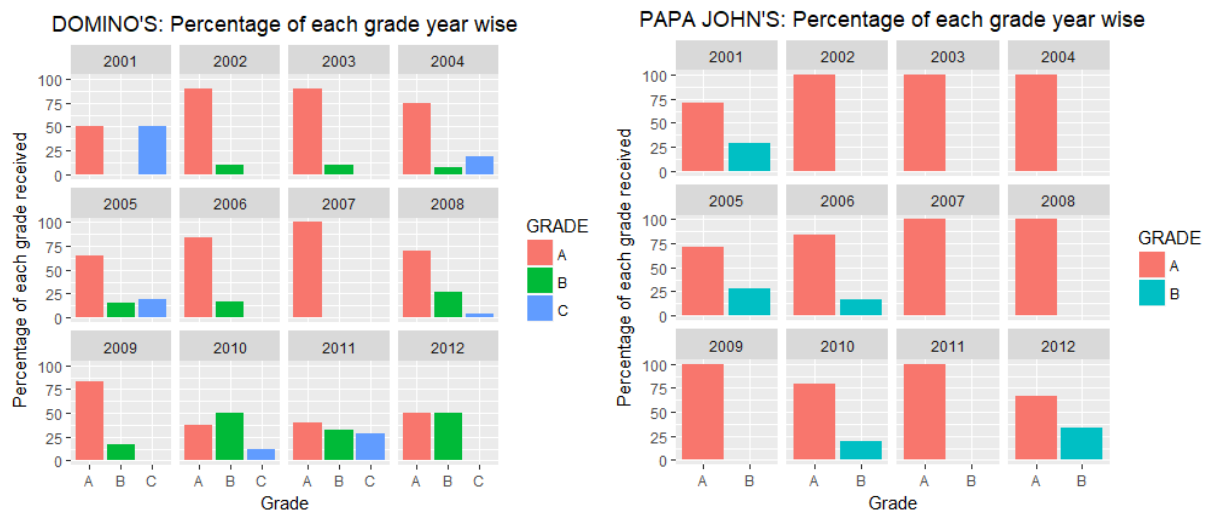 DOMINO'S: Percentage of each grade year wise
Percentage of each grade received
2001 2002 2003 2004
100
75
50
25
0
2005 2006 2007 2008
100
75
50
25
0
2009 2010 2011 2012
100
75
50
25
0
A B C A B C A B C A B C
Grade
GRADE
A
B
C
PAPA JOHN'S: Percentage of each grade year wise
Percentage of each grade received
2001 2002 2003 2004
100
75
50
25
0
2005 2006 2007 2008
100
75
50
25
0
2009 2010 2011 2012
100
75
50
25
0
A B A B A B A B
Grade
GRADE
A
B